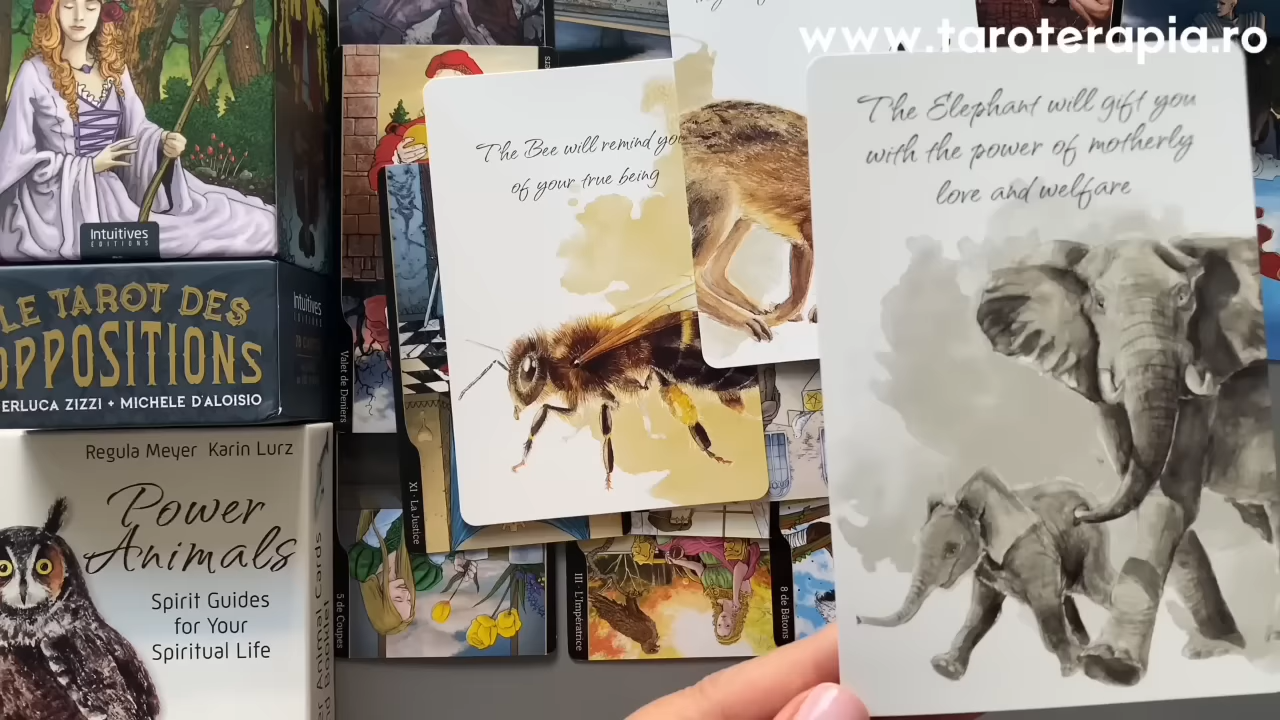 www.taroterapia.ro
The Elephant will gift you
with the power of motherly
love and welfare
The Bee will remind you
of your true being
Intuitives
EDITIONS
LE TAROT DES
OPPOSITIONS
Intuitives
PIERLUCA ZIZZI + MICHELE D'ALOISIO
Regula Meyer Karin Lurz
Power
Animals
Spirit Guides
for Your
Spiritual Life
Valet de Deniers
XI · La Justice
5 de Coupes
III · L'Impératrice
8 de Bâtons